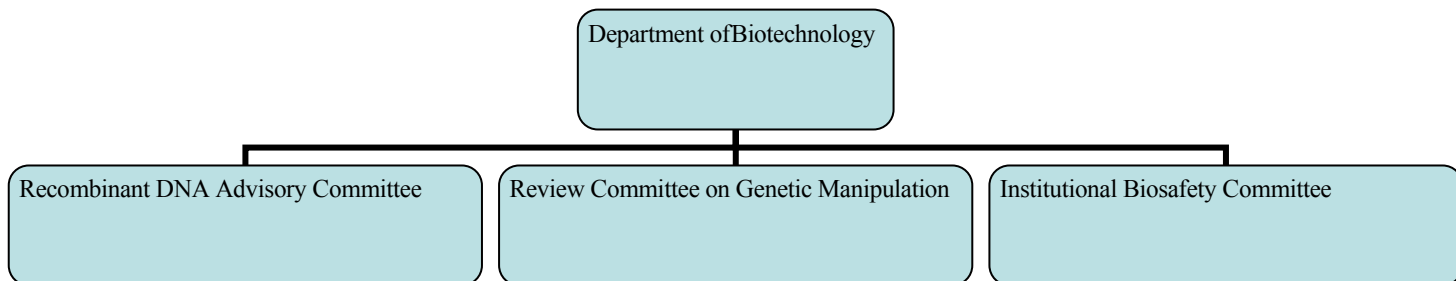 Department ofBiotechnology
Recombinant DNA Advisory Committee
Review Committee on Genetic Manipulation
Institutional Biosafety Committee